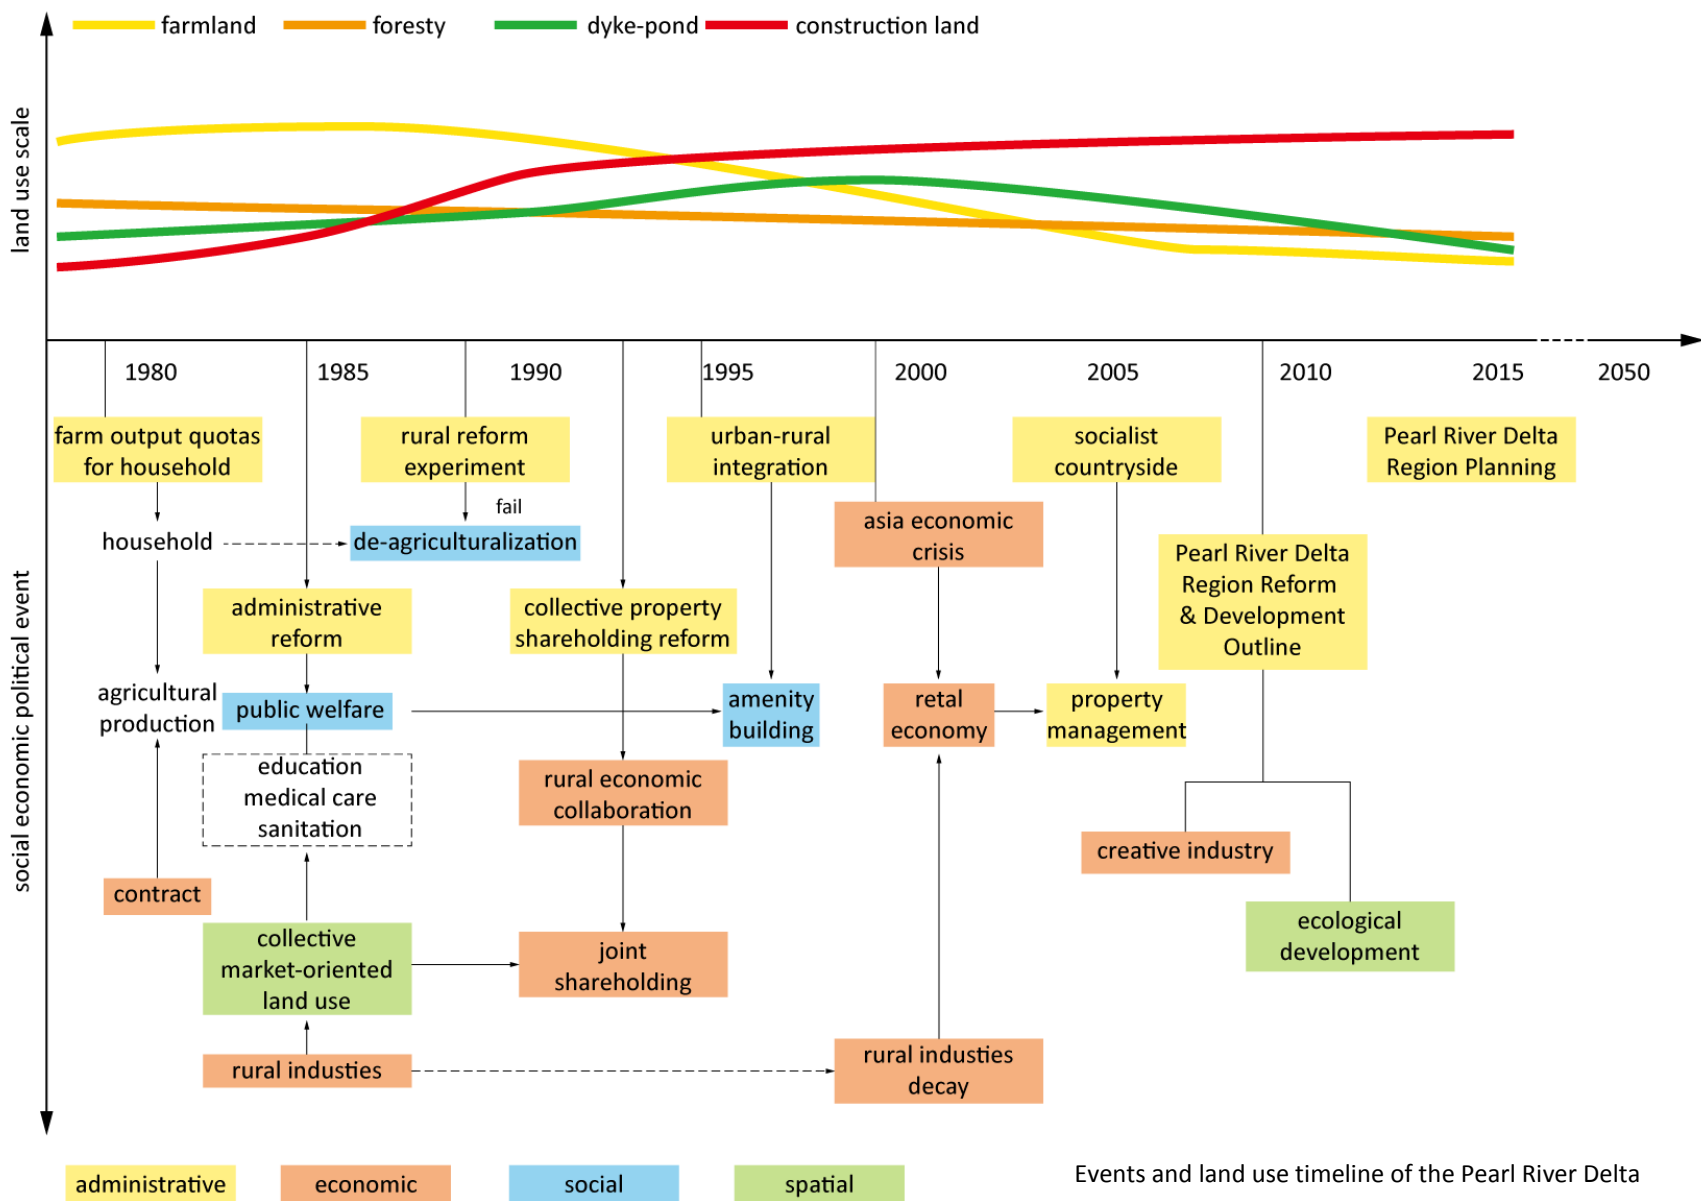 farmland
foresty
dyke-pond
construction land
land use scale
1980
1985
1990
1995
2000
2005
2010
2015
2050
social economic political event
farm output quotas
for household
rural reform
experiment
urban-rural
integration
socialist
countryside
Pearl River Delta
Region Planning
fail
household
de-agriculturalization
asia economic
crisis
Pearl River Delta
Region Reform
& Development
Outline
administrative
reform
collective property
shareholding reform
agricultural
production
public welfare
amenity
building
retal
economy
property
management
education
medical care
sanitation
rural economic
collaboration
creative industry
contract
collective
market-oriented
land use
joint
shareholding
ecological
development
rural industies
rural industies
decay
administrative
economic
social
spatial
Events and land use timeline of the Pearl River Delta